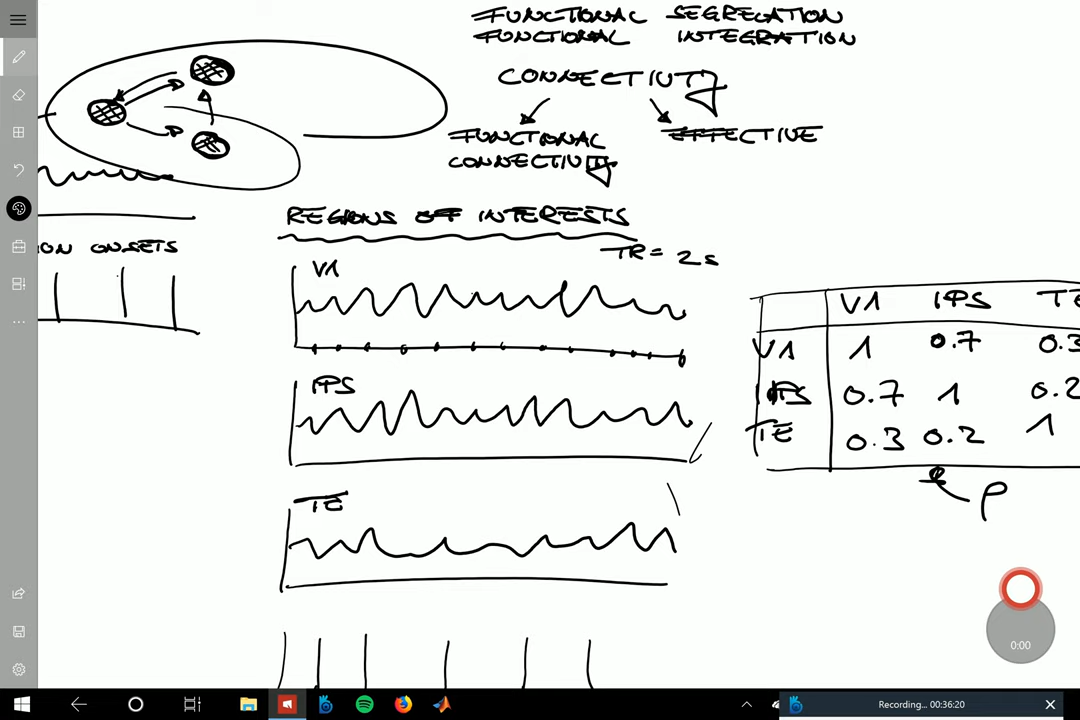 FUNCTIONAL SEGREGATION
FUNCTIONAL INTEGRATION
CONNECTIVITY
FUNCTIONAL
CONNECTIVITY
EFFECTIVE
REGIONS OFF INTERESTS
TR = 2s
ON ONSETS
V1
IPS
TE
V1 IPS TE
V1 1 0.7 0.3
IPS 0.7 1 0.2
TE 0.3 0.2 1
ρ
0:00
Recording... 00:36:20